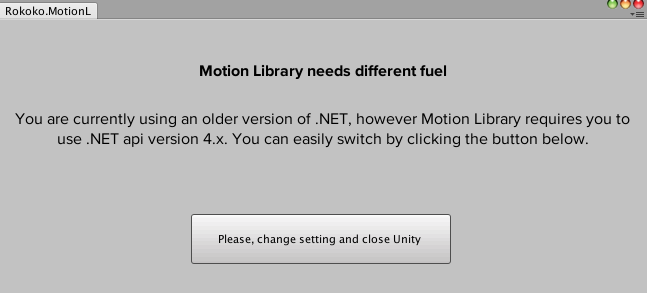 Rokoko.MotionL
Motion Library needs different fuel
You are currently using an older version of .NET, however Motion Library requires you to
use .NET api version 4.x. You can easily switch by clicking the button below.
Please, change setting and close Unity